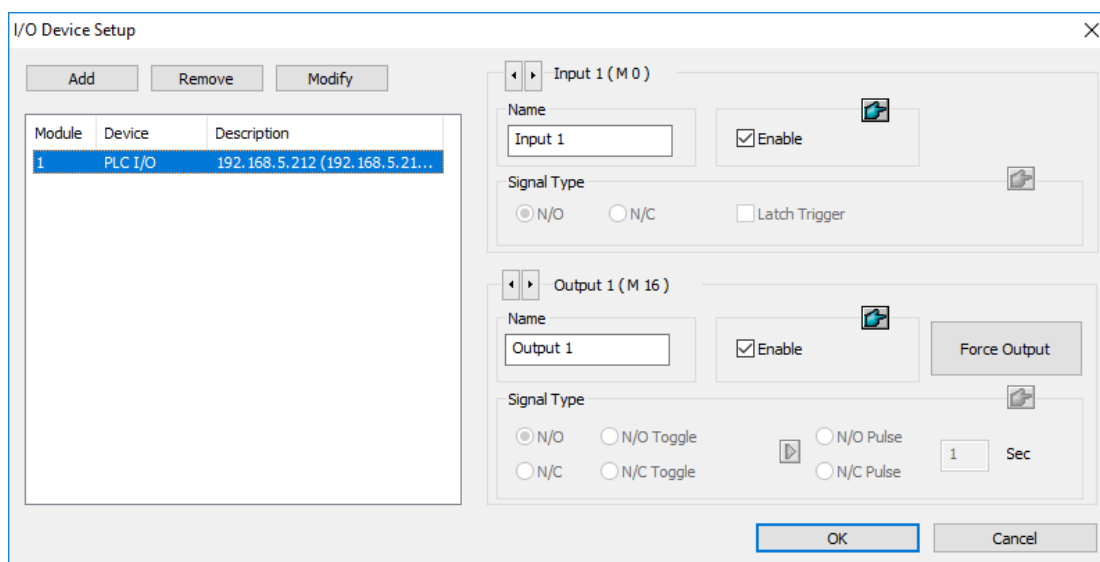 I/O Device Setup
Add Remove Modify
Module Device Description
1 PLC I/O 192.168.5.212 (192.168.5.21...
Input 1 ( M 0 )
Name
Input 1
Enable
Signal Type
N/O N/C Latch Trigger
Output 1 ( M 16 )
Name
Output 1
Enable
Force Output
Signal Type
N/O N/O Toggle N/O Pulse
N/C N/C Toggle N/C Pulse
1 Sec
OK Cancel